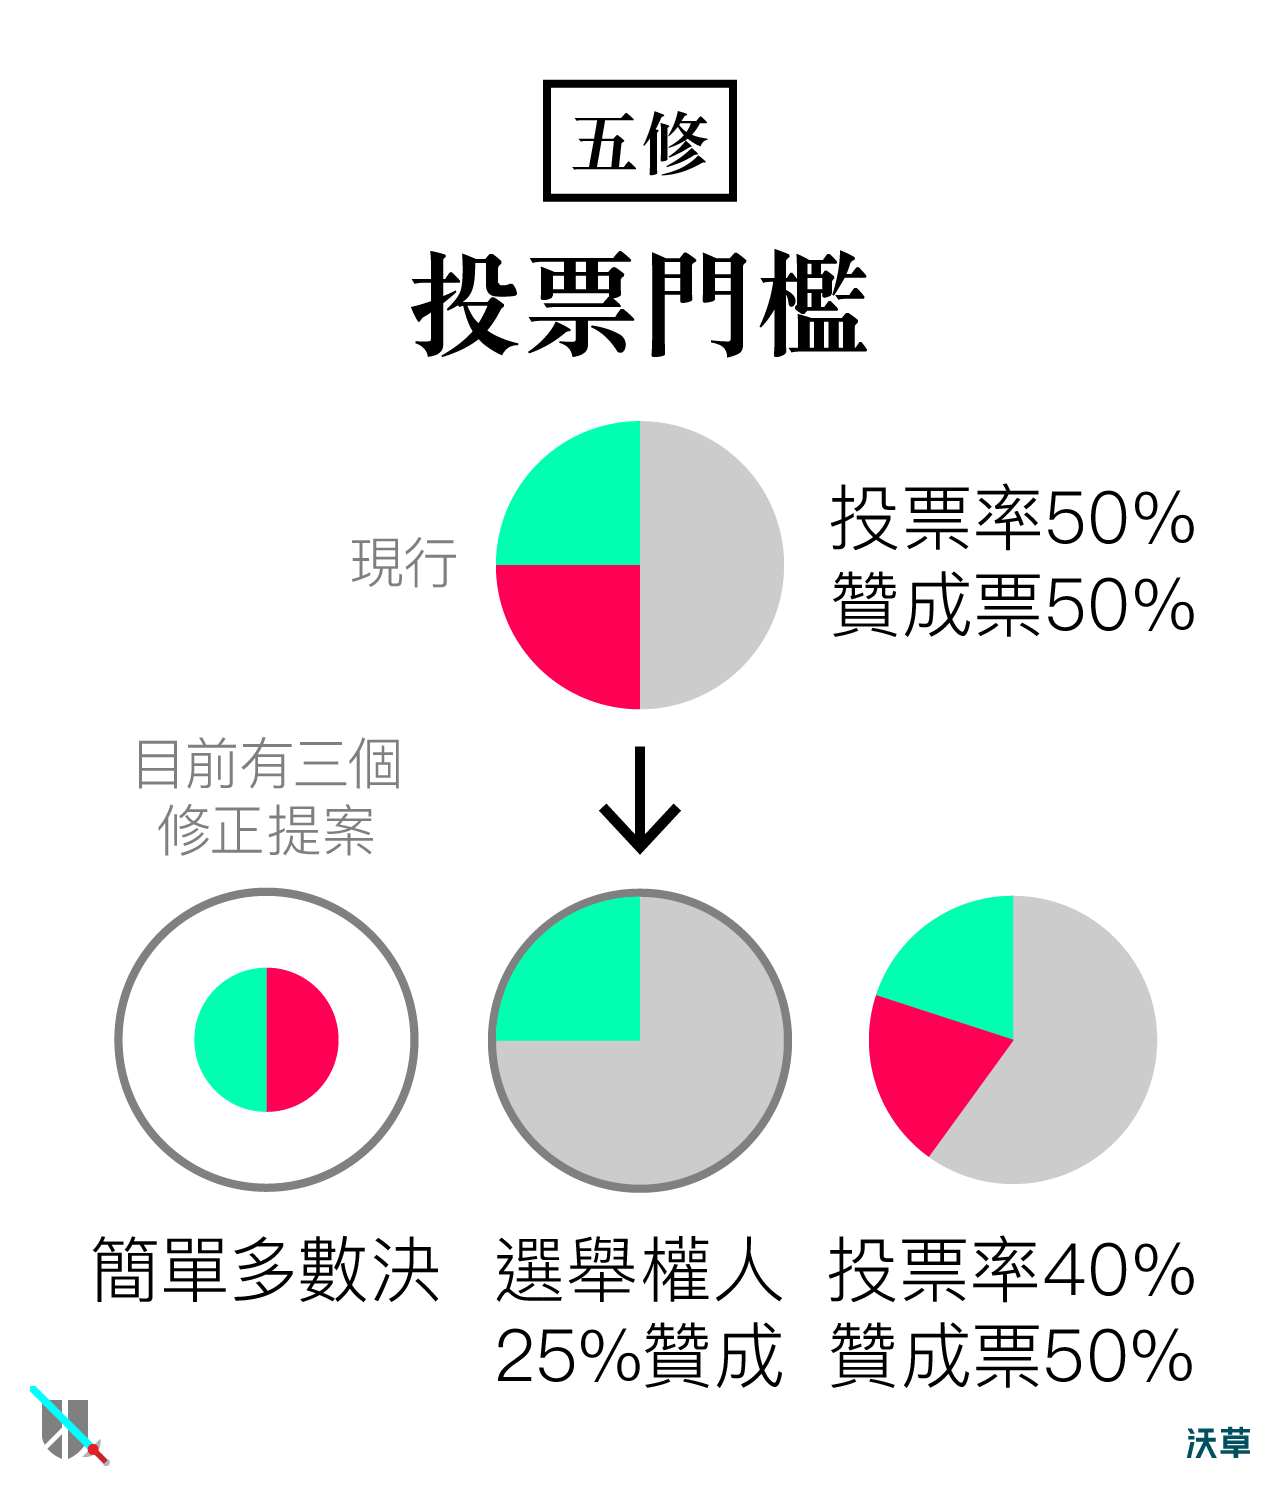 五修
投票門檻
現行
投票率50%
贊成票50%
目前有三個
修正提案
簡單多數決
選舉權人
25%贊成
投票率40%
贊成票50%
沃草